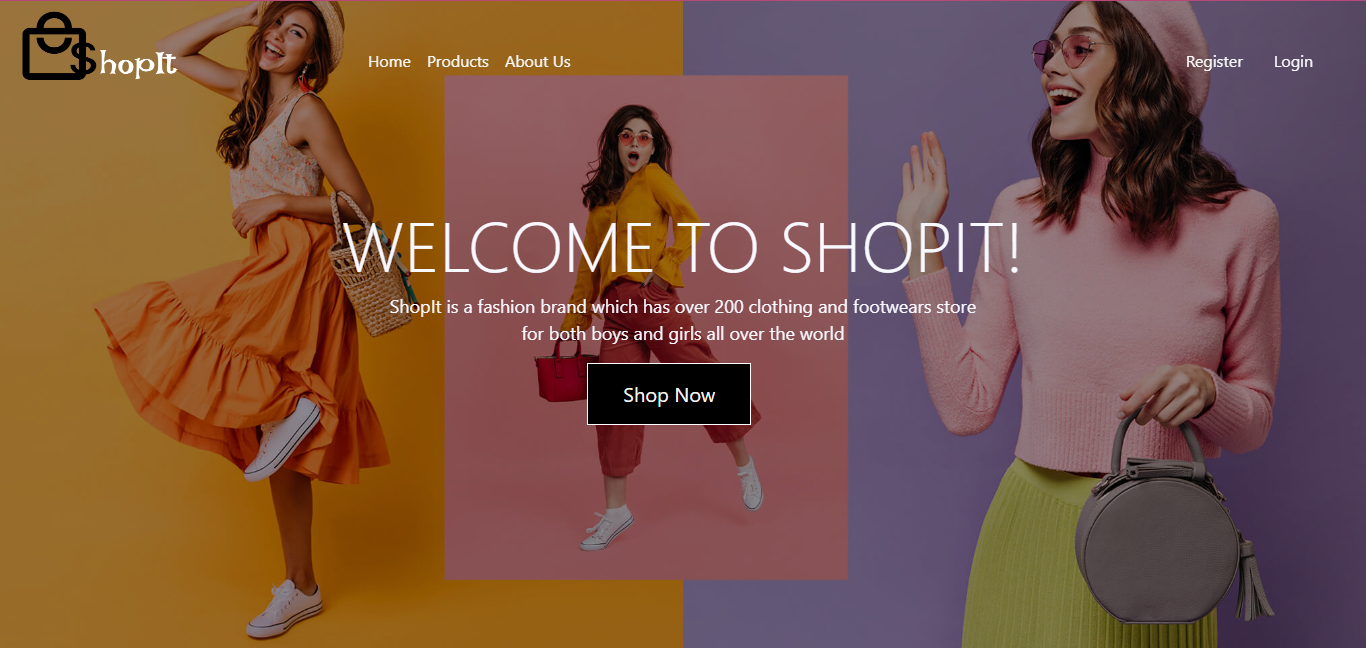 ShopIt
Home Products About Us
Register Login
WELCOME TO SHOPIT!
ShopIt is a fashion brand which has over 200 clothing and footwears store
for both boys and girls all over the world
Shop Now